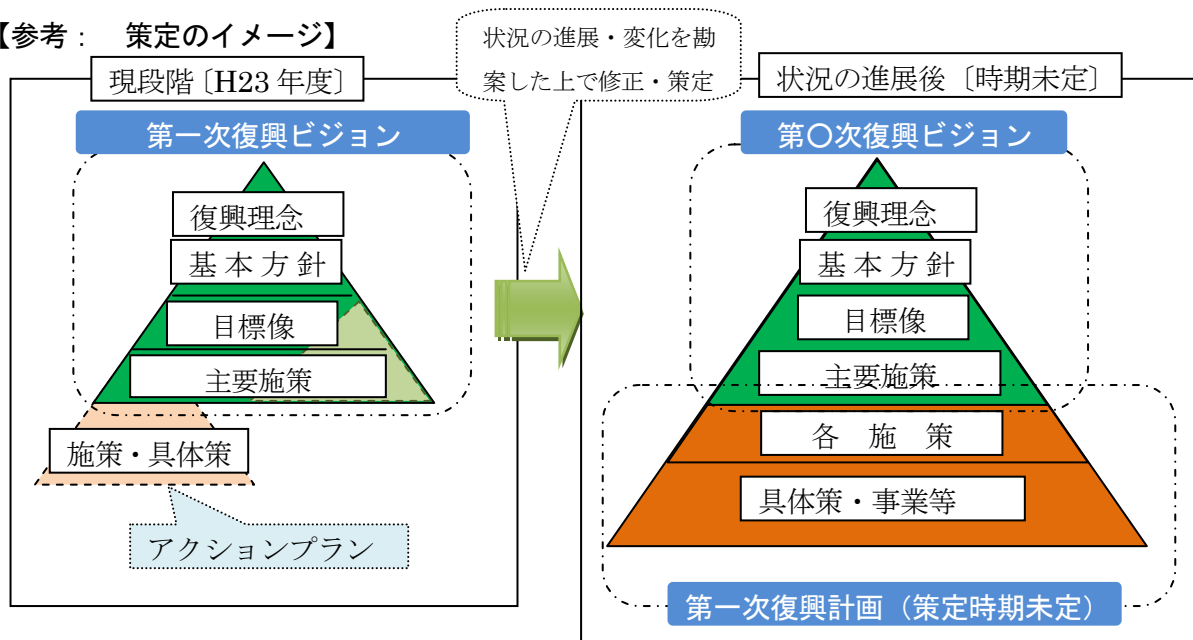 【参考：　策定のイメージ】
状況の進展・変化を勘
案した上で修正・策定
現段階〔H23 年度〕
第一次復興ビジョン
復興理念
基 本 方 針
目標像
主要施策
施策・具体策
アクションプラン
状況の進展後〔時期未定〕
第〇次復興ビジョン
復興理念
基 本 方 針
目標像
主要施策
各　施　策
具体策・事業等
第一次復興計画（策定時期未定）